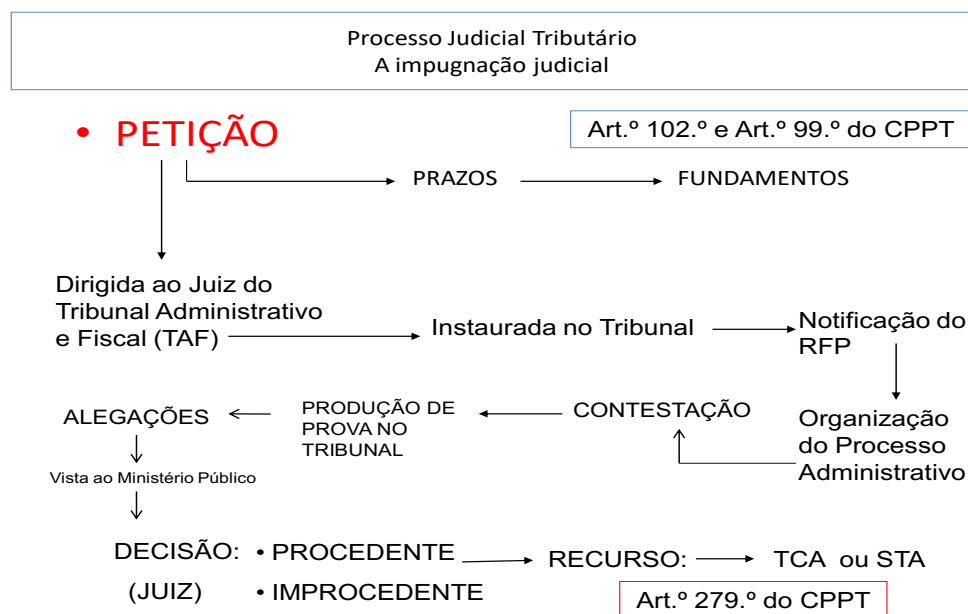 Processo Judicial Tributário
A impugnação judicial
• PETIÇÃO
Art.º 102.º e Art.º 99.º do CPPT
PRAZOS
FUNDAMENTOS
Dirigida ao Juiz do
Tribunal Administrativo
e Fiscal (TAF)
Instaurada no Tribunal
Notificação do
RFP
Organização
do Processo
Administrativo
CONTESTAÇÃO
PRODUÇÃO DE
PROVA NO
TRIBUNAL
ALEGAÇÕES
Vista ao Ministério Público
DECISÃO:
(JUIZ)
• PROCEDENTE
• IMPROCEDENTE
RECURSO:
TCA ou STA
Art.º 279.º do CPPT